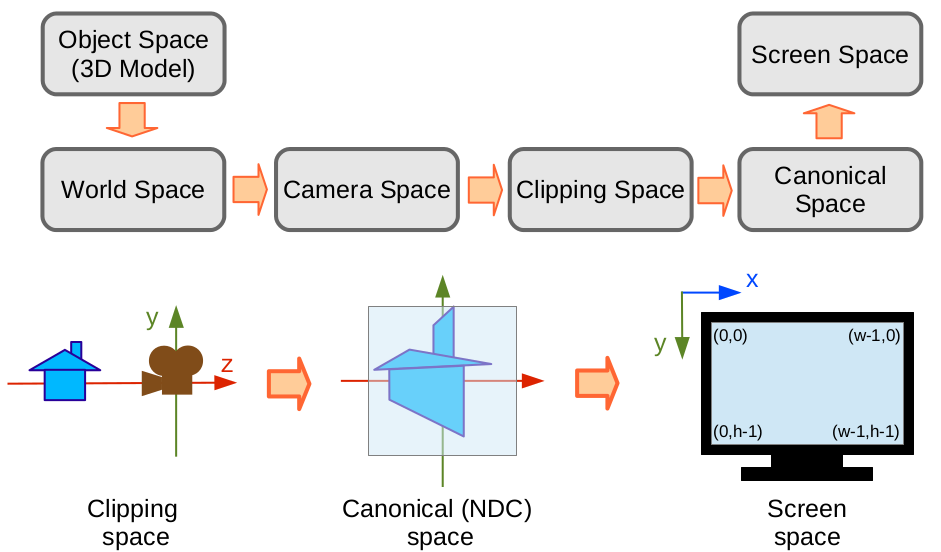 Object Space
(3D Model)
Screen Space
World Space
Camera Space
Clipping Space
Canonical
Space
y
z
x
y
(0,0)
(w-1,0)
(0,h-1)
(w-1,h-1)
Clipping
space
Canonical (NDC)
space
Screen
space